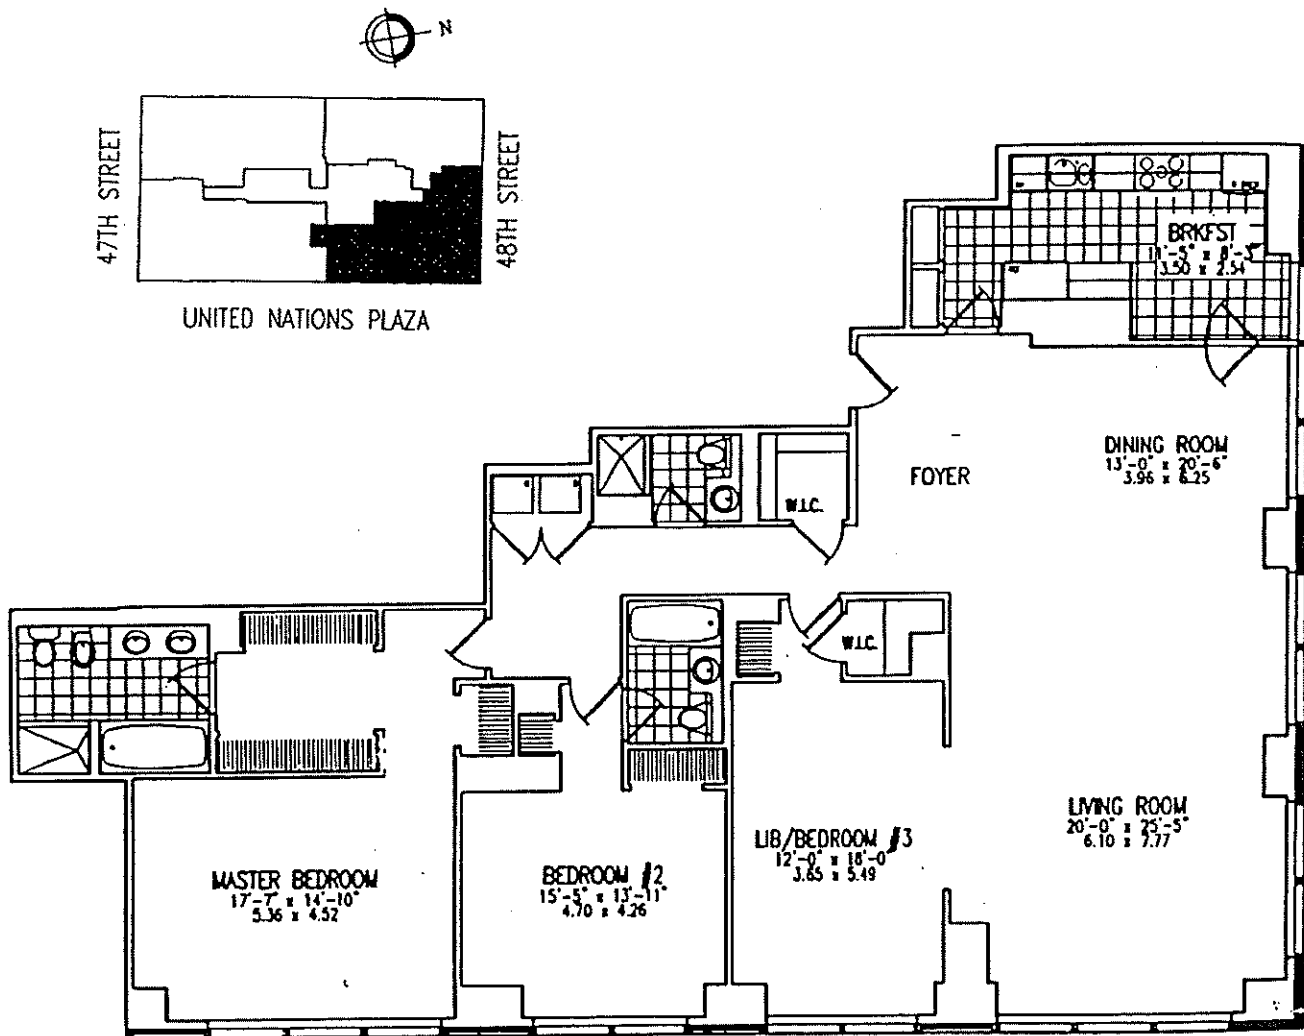 N
47TH STREET
48TH STREET
UNITED NATIONS PLAZA
BRKFST
11'-5" x 8'-3"
3.50 x 2.54
DINING ROOM
13'-0" x 20'-6"
3.96 x 6.25
FOYER
W.I.C.
W.I.C.
LIVING ROOM
20'-0" x 25'-5"
6.10 x 7.77
LIB/BEDROOM #3
12'-0" x 18'-0
3.65 x 5.49
BEDROOM #2
15'-5" x 13'-11"
4.70 x 4.26
MASTER BEDROOM
17'-7" x 14'-10"
5.36 x 4.52